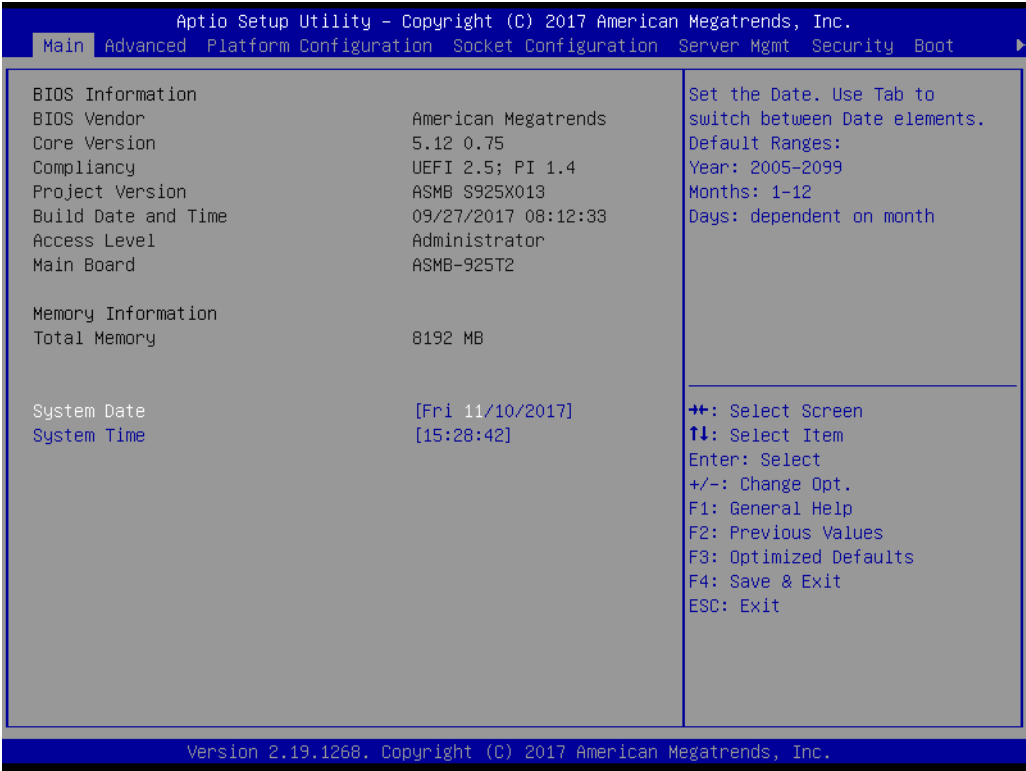 Aptio Setup Utility – Copyright (C) 2017 American Megatrends, Inc.
Main Advanced Platform Configuration Socket Configuration Server Mgmt Security Boot
BIOS Information
BIOS Vendor American Megatrends
Core Version 5.12 0.75
Compliancy UEFI 2.5; PI 1.4
Project Version ASMB S925X013
Build Date and Time 09/27/2017 08:12:33
Access Level Administrator
Main Board ASMB-925T2
Memory Information
Total Memory 8192 MB
System Date [Fri 11/10/2017]
System Time [15:28:42]
Set the Date. Use Tab to
switch between Date elements.
Default Ranges:
Year: 2005-2099
Months: 1-12
Days: dependent on month
→←: Select Screen
↑↓: Select Item
Enter: Select
+/-: Change Opt.
F1: General Help
F2: Previous Values
F3: Optimized Defaults
F4: Save & Exit
ESC: Exit
Version 2.19.1268. Copyright (C) 2017 American Megatrends, Inc.